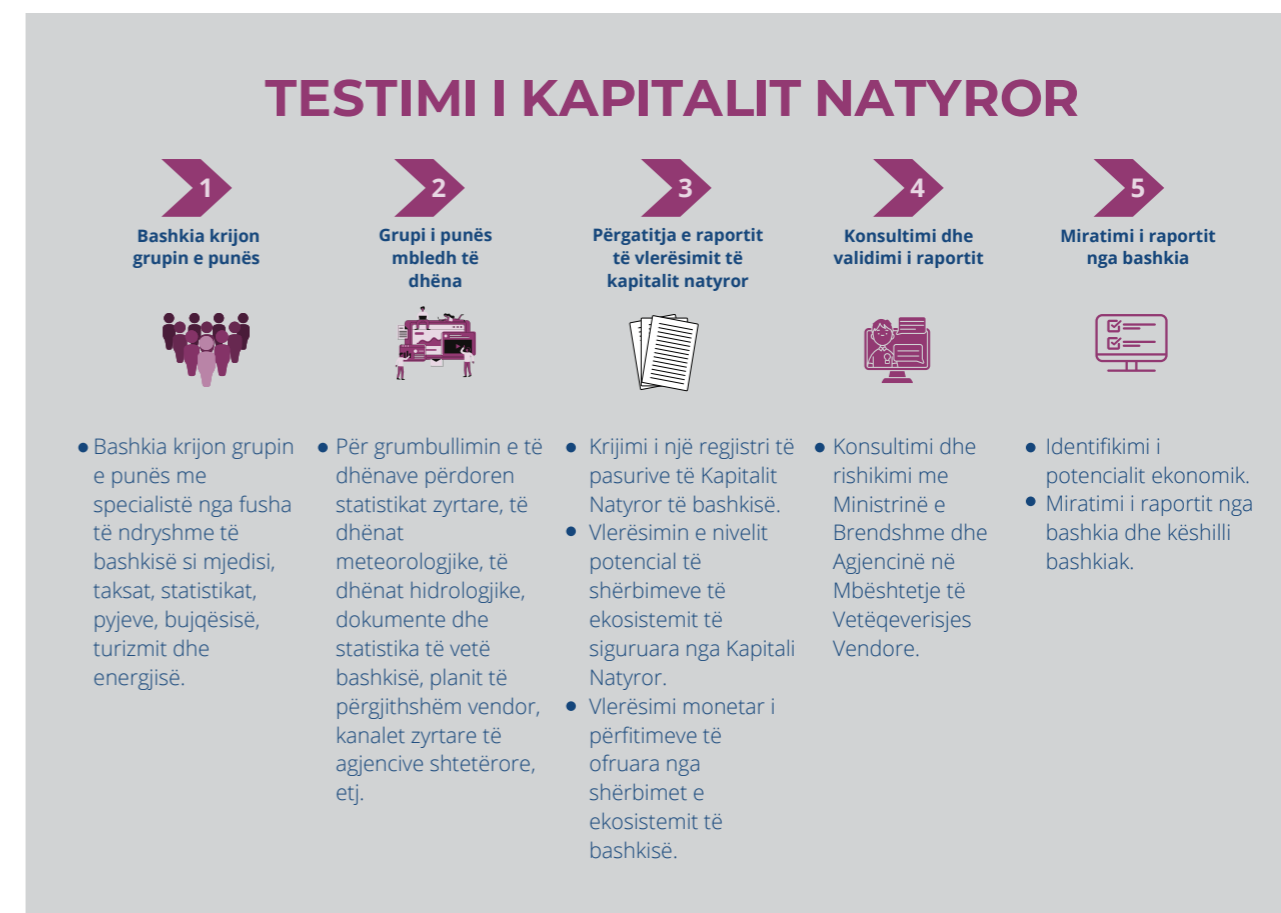 TESTIMI I KAPITALIT NATYROR
1
Bashkia krijon
grupin e punës
2
Grupi i punës
mbledh të
dhëna
3
Përgatitja e raportit
të vlerësimit të
kapitalit natyror
4
Konsultimi dhe
validimi i raportit
5
Miratimi i raportit
nga bashkia
● Bashkia krijon grupin
e punës me
specialistë nga fusha
të ndryshme të
bashkisë si mjedisi,
taksat, statistikat,
pyjeve, bujqësisë,
turizmit dhe
energjisë.
● Për grumbullimin e të
dhënave përdoren
statistikat zyrtare, të
dhënat
meteorologjike, të
dhënat hidrologjike,
dokumente dhe
statistika të vetë
bashkisë, planit të
përgjithshëm vendor,
kanalet zyrtare të
agjencive shtetërore,
etj.
● Krijimi i një regjistri të
pasurive të Kapitalit
Natyror të bashkisë.
● Vlerësimin e nivelit
potencial të
shërbimeve të
ekosistemit të
siguruara nga Kapitali
Natyror.
● Vlerësimi monetar i
përfitimeve të
ofruara nga
shërbimet e
ekosistemit të
bashkisë.
● Konsultimi dhe
rishikimi me
Ministrinë e
Brendshme dhe
Agjencinë në
Mbështetje të
Vetëqeverisjes
Vendore.
● Identifikimi i
potencialit ekonomik.
● Miratimi i raportit nga
bashkia dhe këshilli
bashkiak.